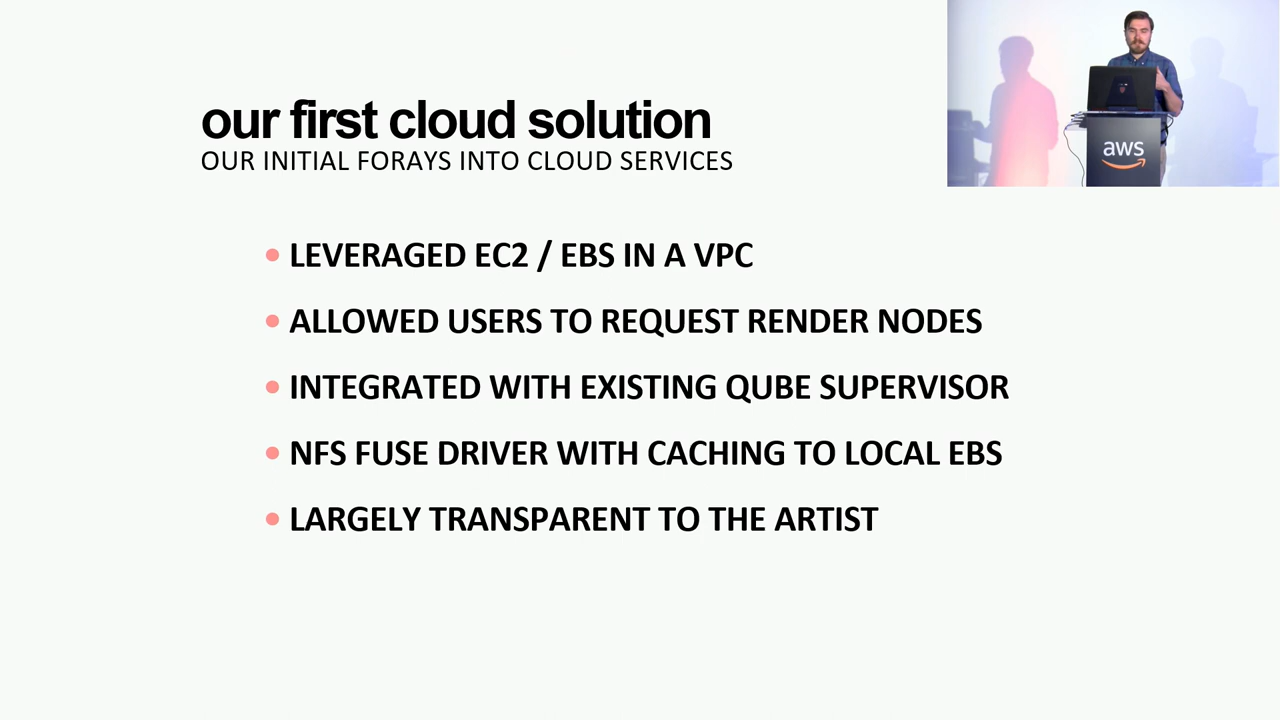 our first cloud solution
OUR INITIAL FORAYS INTO CLOUD SERVICES
aws
• LEVERAGED EC2 / EBS IN A VPC
• ALLOWED USERS TO REQUEST RENDER NODES
• INTEGRATED WITH EXISTING QUBE SUPERVISOR
• NFS FUSE DRIVER WITH CACHING TO LOCAL EBS
• LARGELY TRANSPARENT TO THE ARTIST